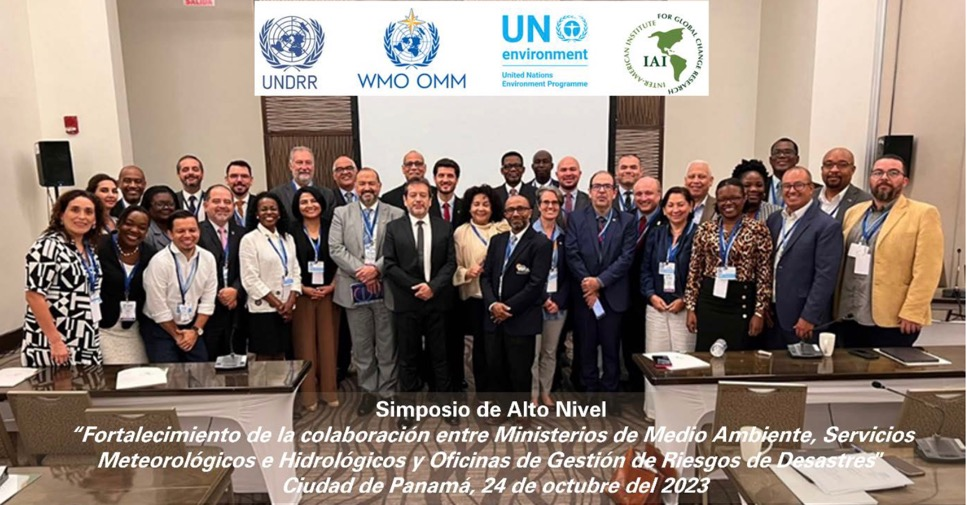 SALIDA
UNDRR
WMO OMM
UN
environment
United Nations
Environment Programme
INTER-AMERICAN INSTITUTE FOR GLOBAL CHANGE RESEARCH
IAI
Simposio de Alto Nivel
“Fortalecimiento de la colaboración entre Ministerios de Medio Ambiente, Servicios
Meteorológicos e Hidrológicos y Oficinas de Gestión de Riesgos de Desastres"
Ciudad de Panamá, 24 de octubre del 2023